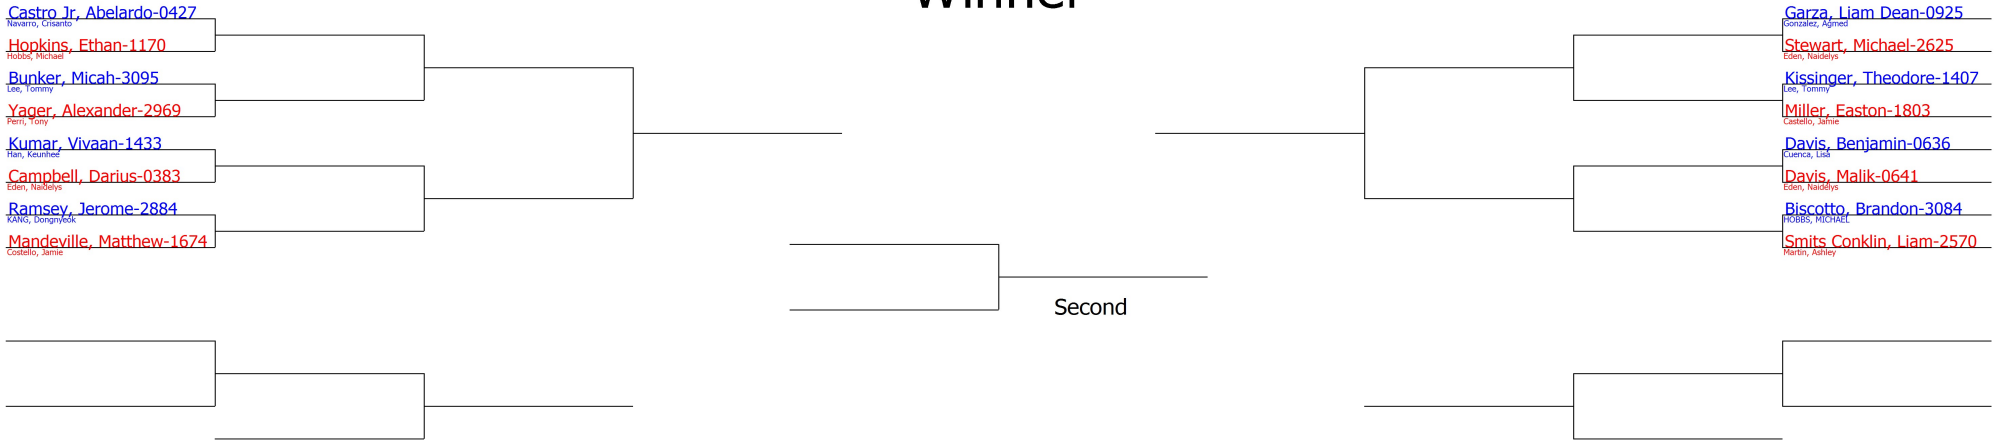 Winner
Castro Jr, Abelardo-0427
Navarro, Crisanto
Hopkins, Ethan-1170
Hobbs, Michael
Bunker, Micah-3095
Lee, Tommy
Yager, Alexander-2969
Perri, Tony
Kumar, Vivaan-1433
Han, Keunhee
Campbell, Darius-0383
Eden, Naidelys
Ramsey, Jerome-2884
KANG, Dongnyeok
Mandeville, Matthew-1674
Costello, Jamie
Second
Garza, Liam Dean-0925
Gonzalez, Agmed
Stewart, Michael-2625
Eden, Naidelys
Kissinger, Theodore-1407
Lee, Tommy
Miller, Easton-1803
Castello, Jamie
Davis, Benjamin-0636
Cuenca, Lisa
Davis, Malik-0641
Eden, Naidelys
Biscotto, Brandon-3084
HOBBS, MICHAEL
Smits Conklin, Liam-2570
Martin, Ashley